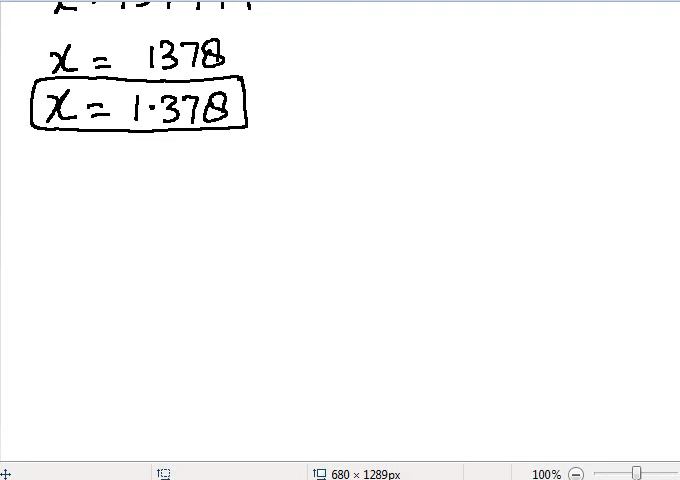 x = 1378
x = 1.378
680 × 1289px
100%